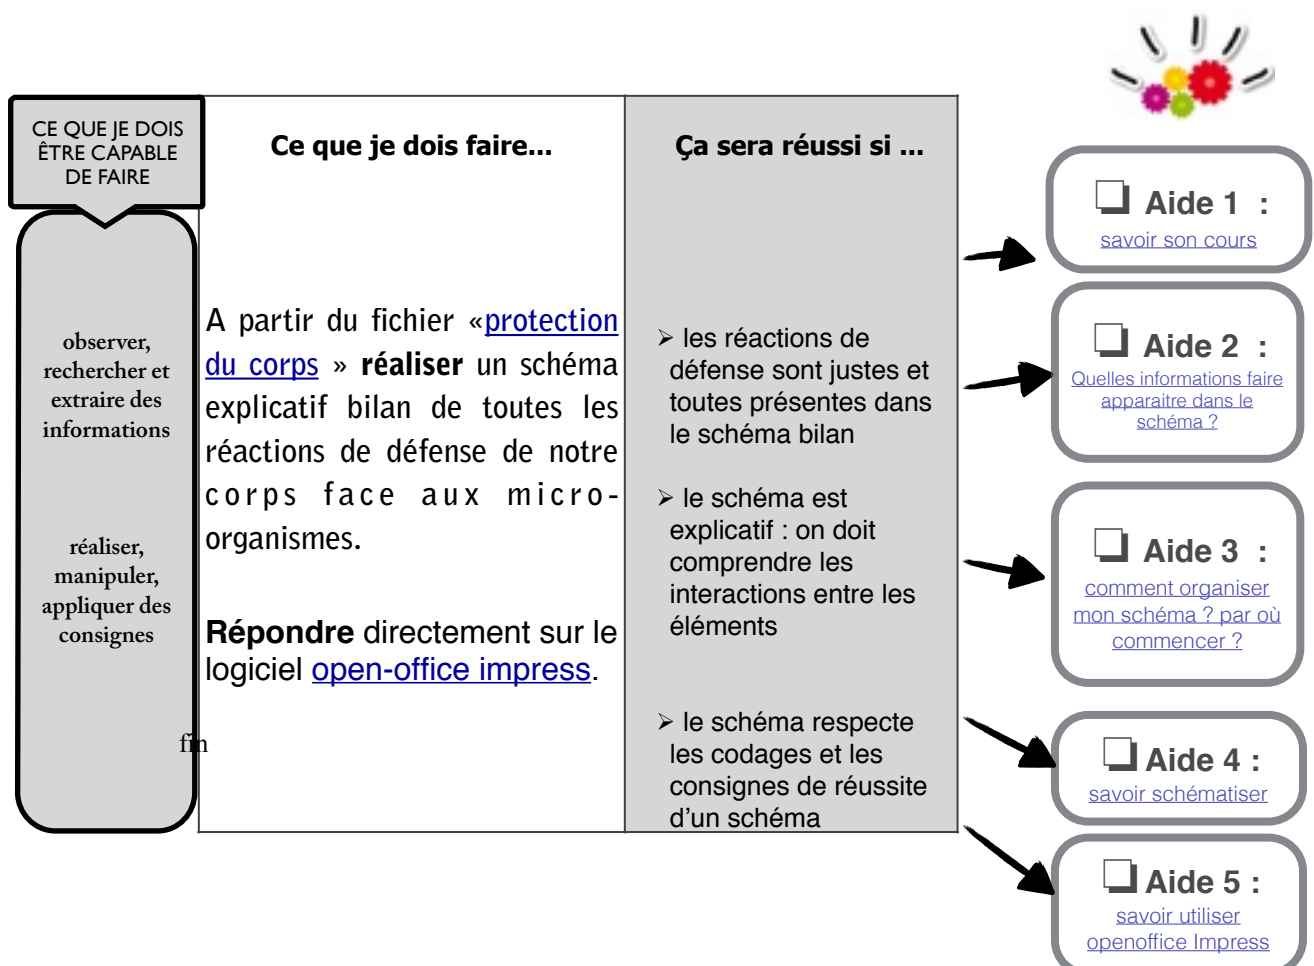 CE QUE JE DOIS
ÊTRE CAPABLE
DE FAIRE
observer,
rechercher et
extraire des
informations
réaliser,
manipuler,
appliquer des
consignes
fin
Ce que je dois faire...
A partir du fichier «protection
du corps » réaliser un schéma
explicatif bilan de toutes les
réactions de défense de notre
corps face aux micro-
organismes.
Répondre directement sur le
logiciel open-office impress.
Ça sera réussi si ...
➢ les réactions de
défense sont justes et
toutes présentes dans
le schéma bilan
➢ le schéma est
explicatif : on doit
comprendre les
interactions entre les
éléments
➢ le schéma respecte
les codages et les
consignes de réussite
d’un schéma
❏ Aide 1 :
savoir son cours
❏ Aide 2 :
Quelles informations faire
apparaitre dans le
schéma ?
❏ Aide 3 :
comment organiser
mon schéma ? par où
commencer ?
❏ Aide 4 :
savoir schématiser
❏ Aide 5 :
savoir utiliser
openoffice Impress